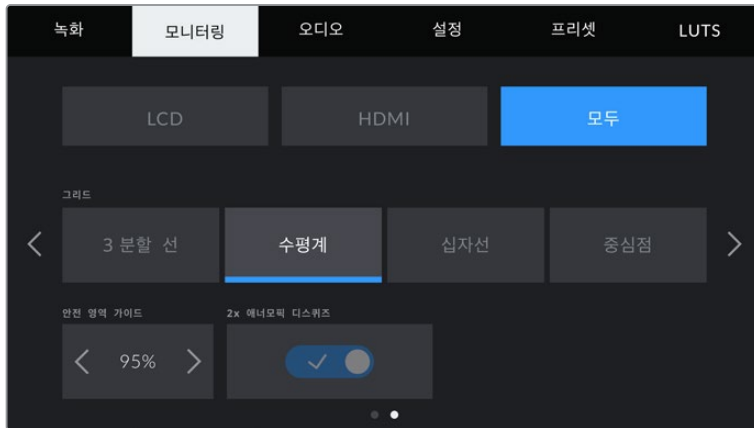 녹화 모니터링 오디오 설정 프리셋 LUTS
LCD HDMI 모두
그리드
3 분할 선 수평계 십자선 중심점
안전 영역 가이드 2x 애너모픽 디스퀴즈
95%